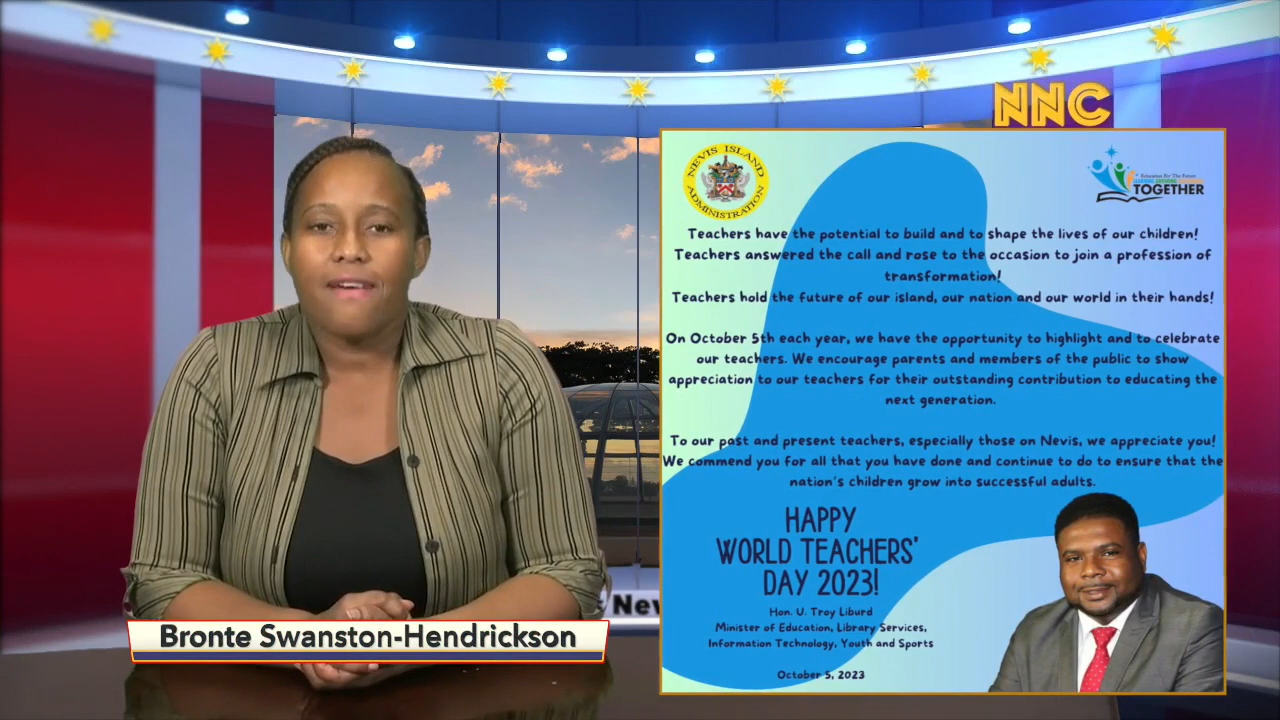 NNC
NEVIS ISLAND
ADMINISTRATION
Education For The Future
TOGETHER
Teachers have the potential to build and to shape the lives of our children!
Teachers answered the call and rose to the occasion to join a profession of
transformation!
Teachers hold the future of our island, our nation and our world in their hands!
On October 5th each year, we have the opportunity to highlight and to celebrate
our teachers. We encourage parents and members of the public to show
appreciation to our teachers for their outstanding contribution to educating the
next generation.
To our past and present teachers, especially those on Nevis, we appreciate you!
We commend you for all that you have done and continue to do to ensure that the
nation's children grow into successful adults.
HAPPY
WORLD TEACHERS'
DAY 2023!
Hon. U. Troy Liburd
Minister of Education, Library Services,
Information Technology, Youth and Sports
October 5, 2023
Bronte Swanston-Hendrickson